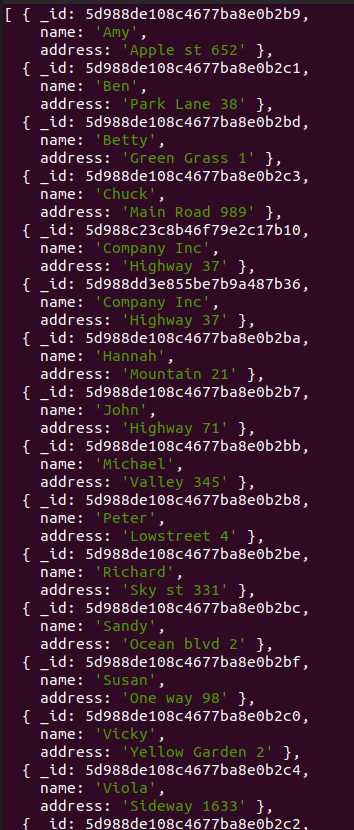 [ { _id: 5d988de108c4677ba8e0b2b9,
name: 'Amy',
address: 'Apple st 652' },
{ _id: 5d988de108c4677ba8e0b2c1,
name: 'Ben',
address: 'Park Lane 38' },
{ _id: 5d988de108c4677ba8e0b2bd,
name: 'Betty',
address: 'Green Grass 1' },
{ _id: 5d988de108c4677ba8e0b2c3,
name: 'Chuck',
address: 'Main Road 989' },
{ _id: 5d988c23c8b46f79e2c17b10,
name: 'Company Inc',
address: 'Highway 37' },
{ _id: 5d988dd3e855be7b9a487b36,
name: 'Company Inc',
address: 'Highway 37' },
{ _id: 5d988de108c4677ba8e0b2ba,
name: 'Hannah',
address: 'Mountain 21' },
{ _id: 5d988de108c4677ba8e0b2b7,
name: 'John',
address: 'Highway 71' },
{ _id: 5d988de108c4677ba8e0b2bb,
name: 'Michael',
address: 'Valley 345' },
{ _id: 5d988de108c4677ba8e0b2b8,
name: 'Peter',
address: 'Lowstreet 4' },
{ _id: 5d988de108c4677ba8e0b2be,
name: 'Richard',
address: 'Sky st 331' },
{ _id: 5d988de108c4677ba8e0b2bc,
name: 'Sandy',
address: 'Ocean blvd 2' },
{ _id: 5d988de108c4677ba8e0b2bf,
name: 'Susan',
address: 'One way 98' },
{ _id: 5d988de108c4677ba8e0b2c0,
name: 'Vicky',
address: 'Yellow Garden 2' },
{ _id: 5d988de108c4677ba8e0b2c4,
name: 'Viola',
address: 'Sideway 1633' },
{ _id: 5d988de108c4677ba8e0b2c2,